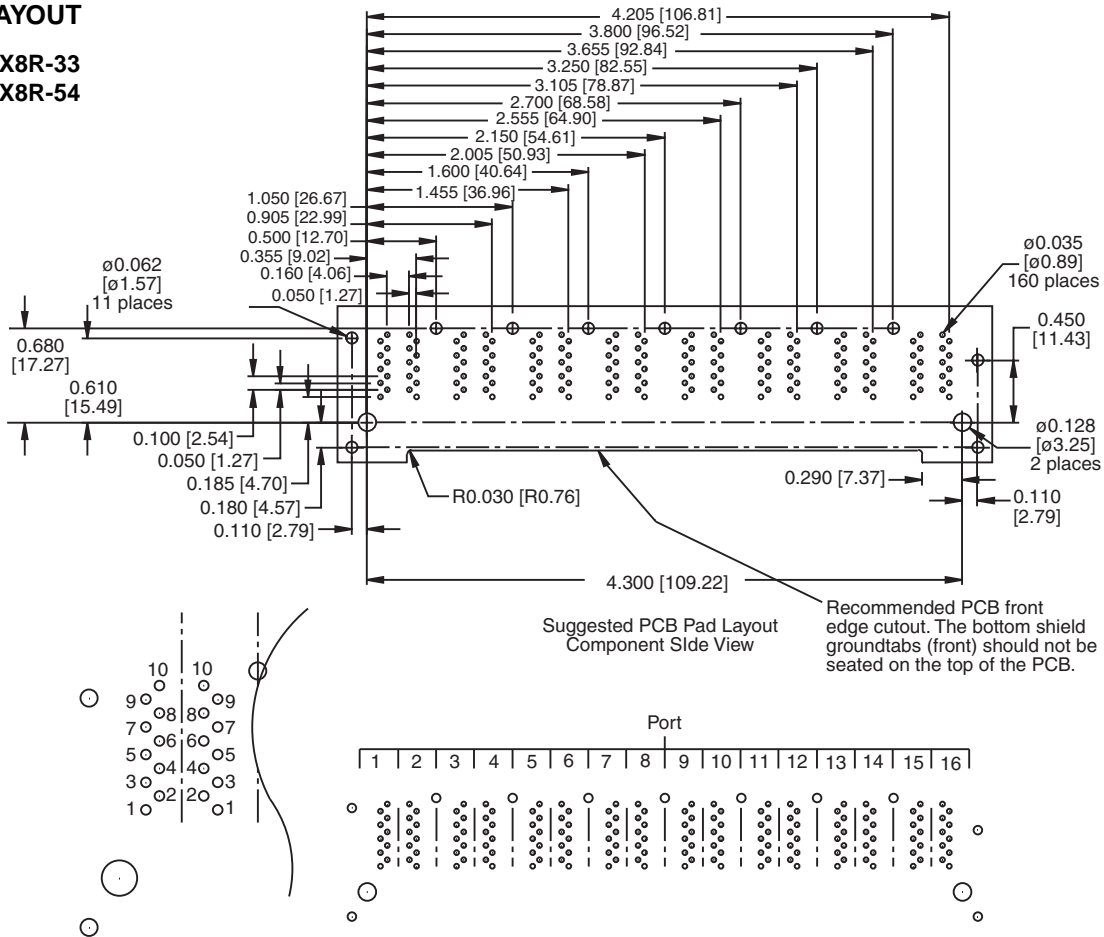 AYOUT
X8R-33
X8R-54
4.205 [106.81]
3.800 [96.52]
3.655 [92.84]
3.250 [82.55]
3.105 [78.87]
2.700 [68.58]
2.555 [64.90]
2.150 [54.61]
2.005 [50.93]
1.600 [40.64]
1.455 [36.96]
1.050 [26.67]
0.905 [22.99]
0.500 [12.70]
0.355 [9.02]
0.160 [4.06]
0.050 [1.27]
ø0.062
[ø1.57]
11 places
ø0.035
[ø0.89]
160 places
0.680
[17.27]
0.610
[15.49]
0.450
[11.43]
0.100 [2.54]
0.050 [1.27]
0.185 [4.70]
0.180 [4.57]
0.110 [2.79]
R0.030 [R0.76]
0.290 [7.37]
ø0.128
[ø3.25]
2 places
0.110
[2.79]
4.300 [109.22]
Suggested PCB Pad Layout
Component SIde View
Recommended PCB front
edge cutout. The bottom shield
groundtabs (front) should not be
seated on the top of the PCB.
10 10
9 9
8 8
7 7
6 6
5 5
4 4
3 3
2 2
1 1
Port
1 2 3 4 5 6 7 8 9 10 11 12 13 14 15 16